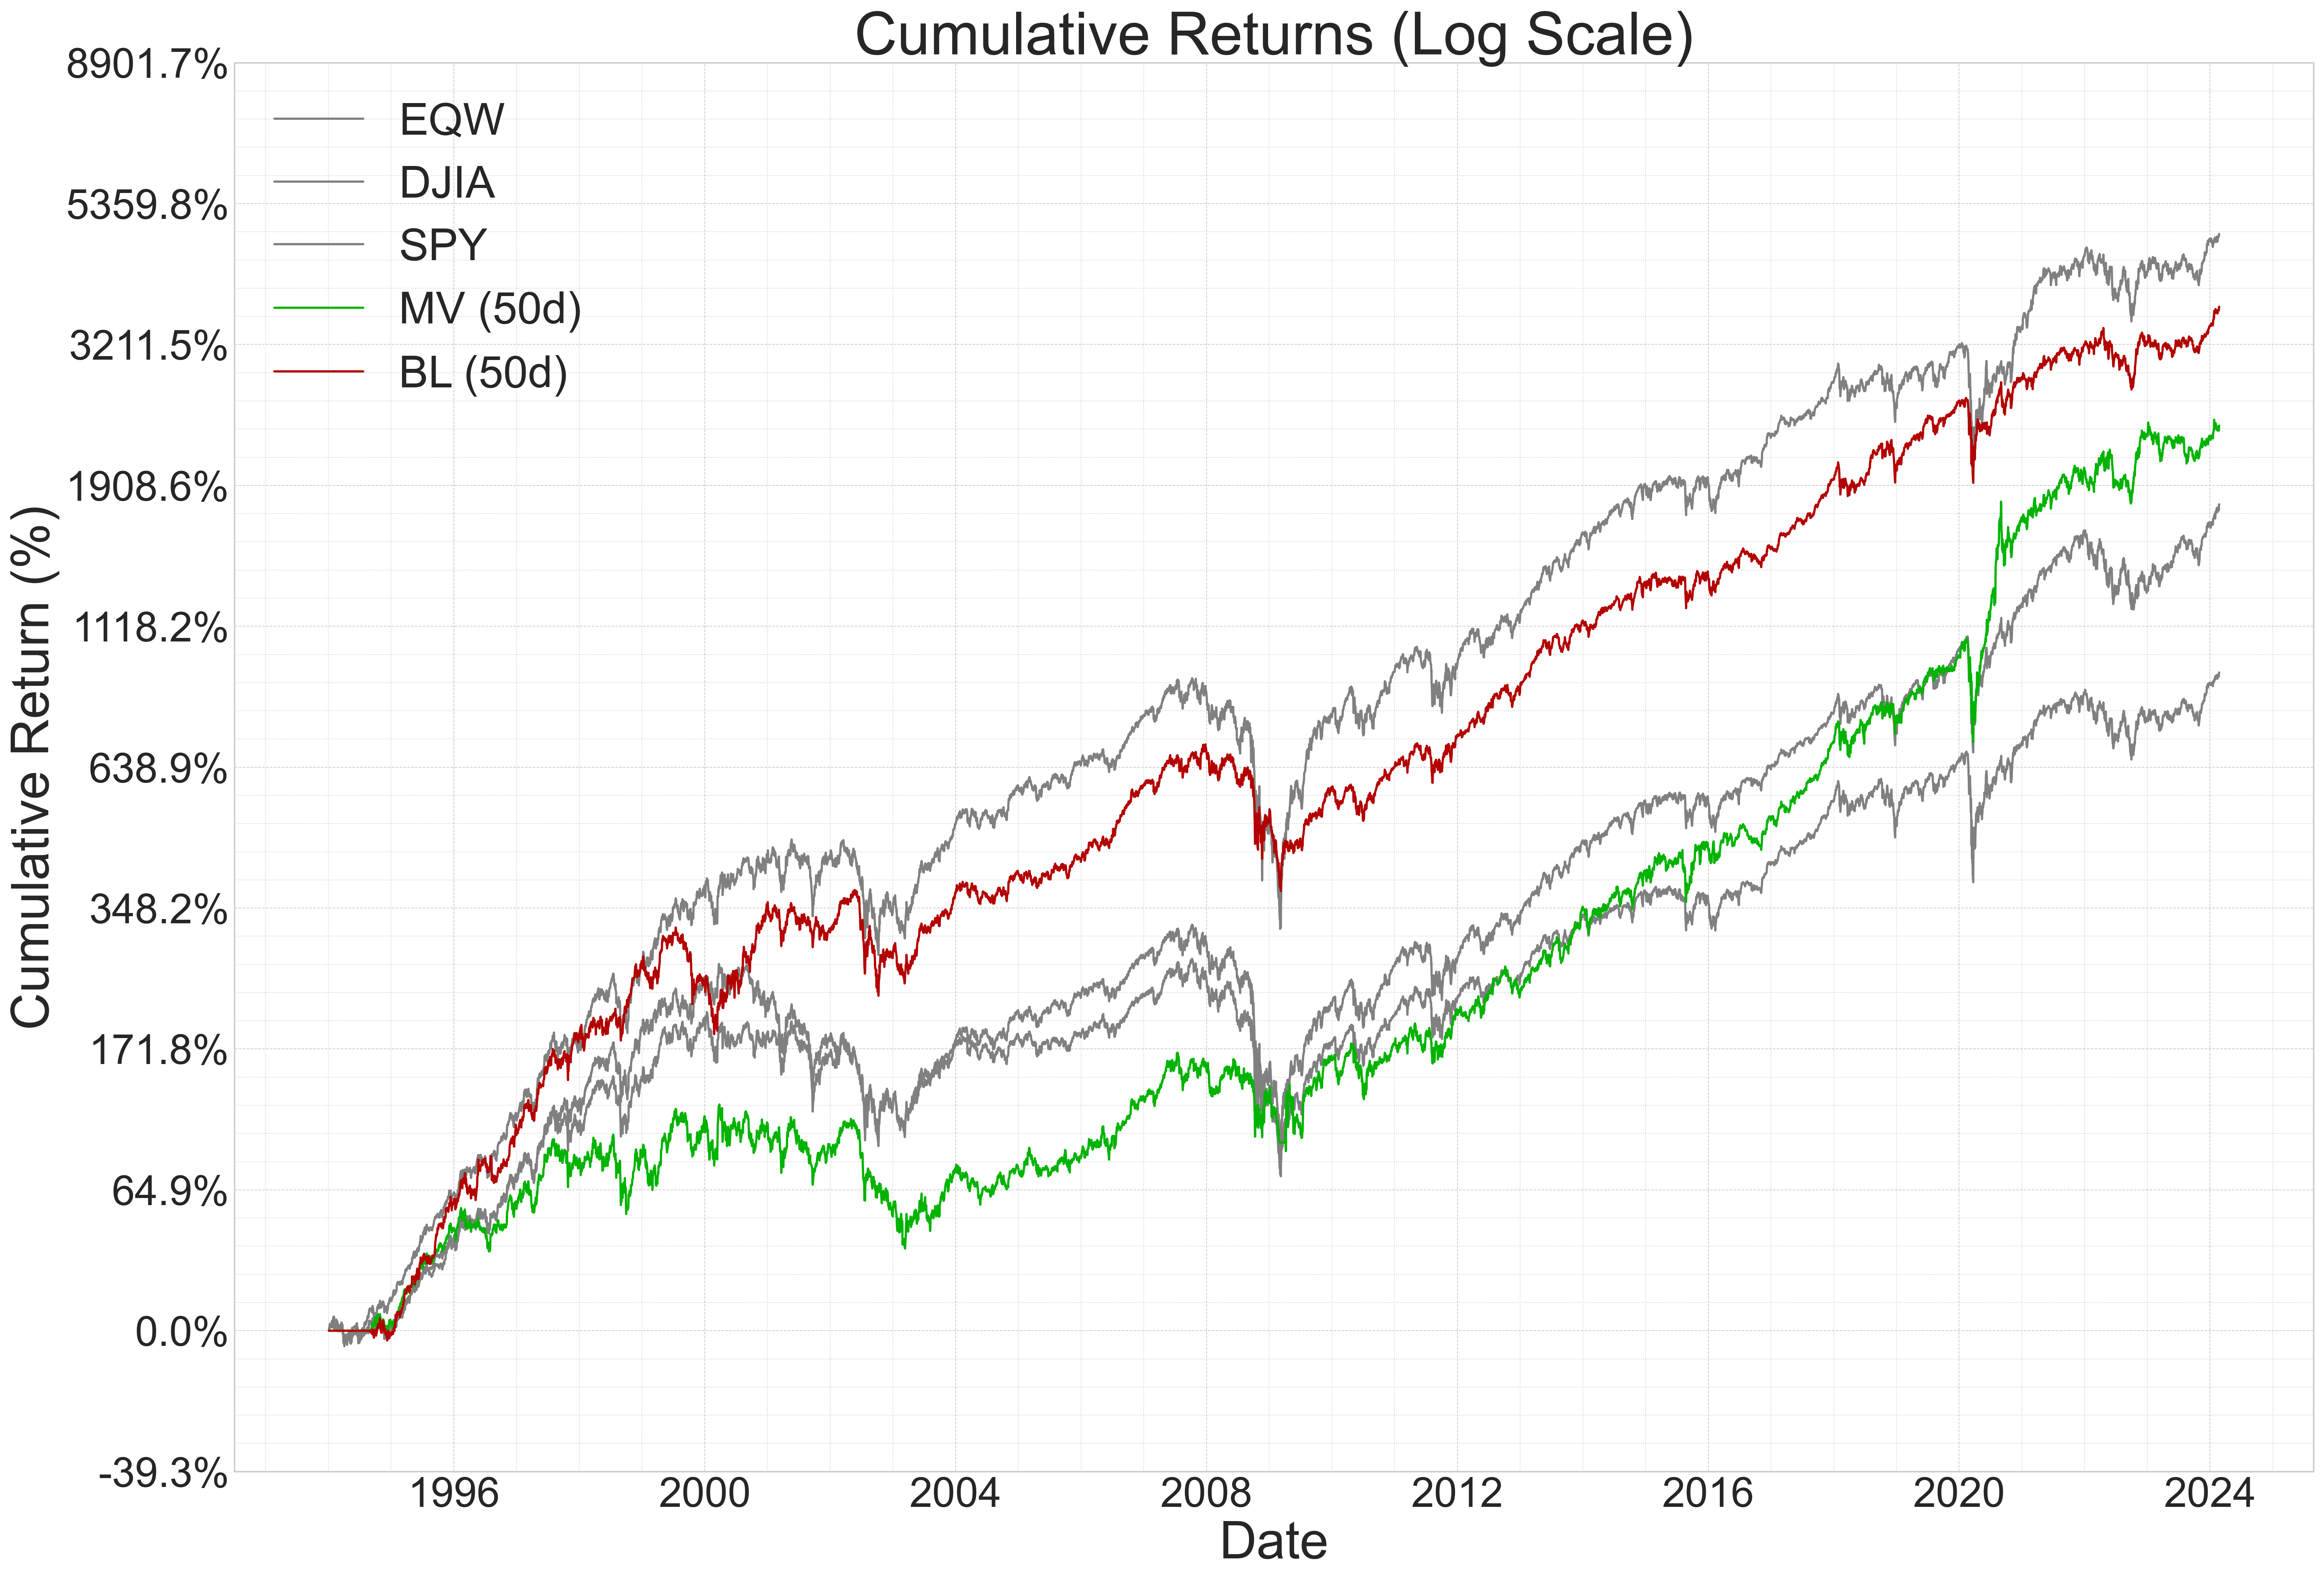 Cumulative Returns (Log Scale)
8901.7%
5359.8%
3211.5%
1908.6%
1118.2%
638.9%
348.2%
171.8%
64.9%
0.0%
-39.3%
Cumulative Return (%)
EQW
DJIA
SPY
MV (50d)
BL (50d)
1996 2000 2004 2008 2012 2016 2020 2024
Date